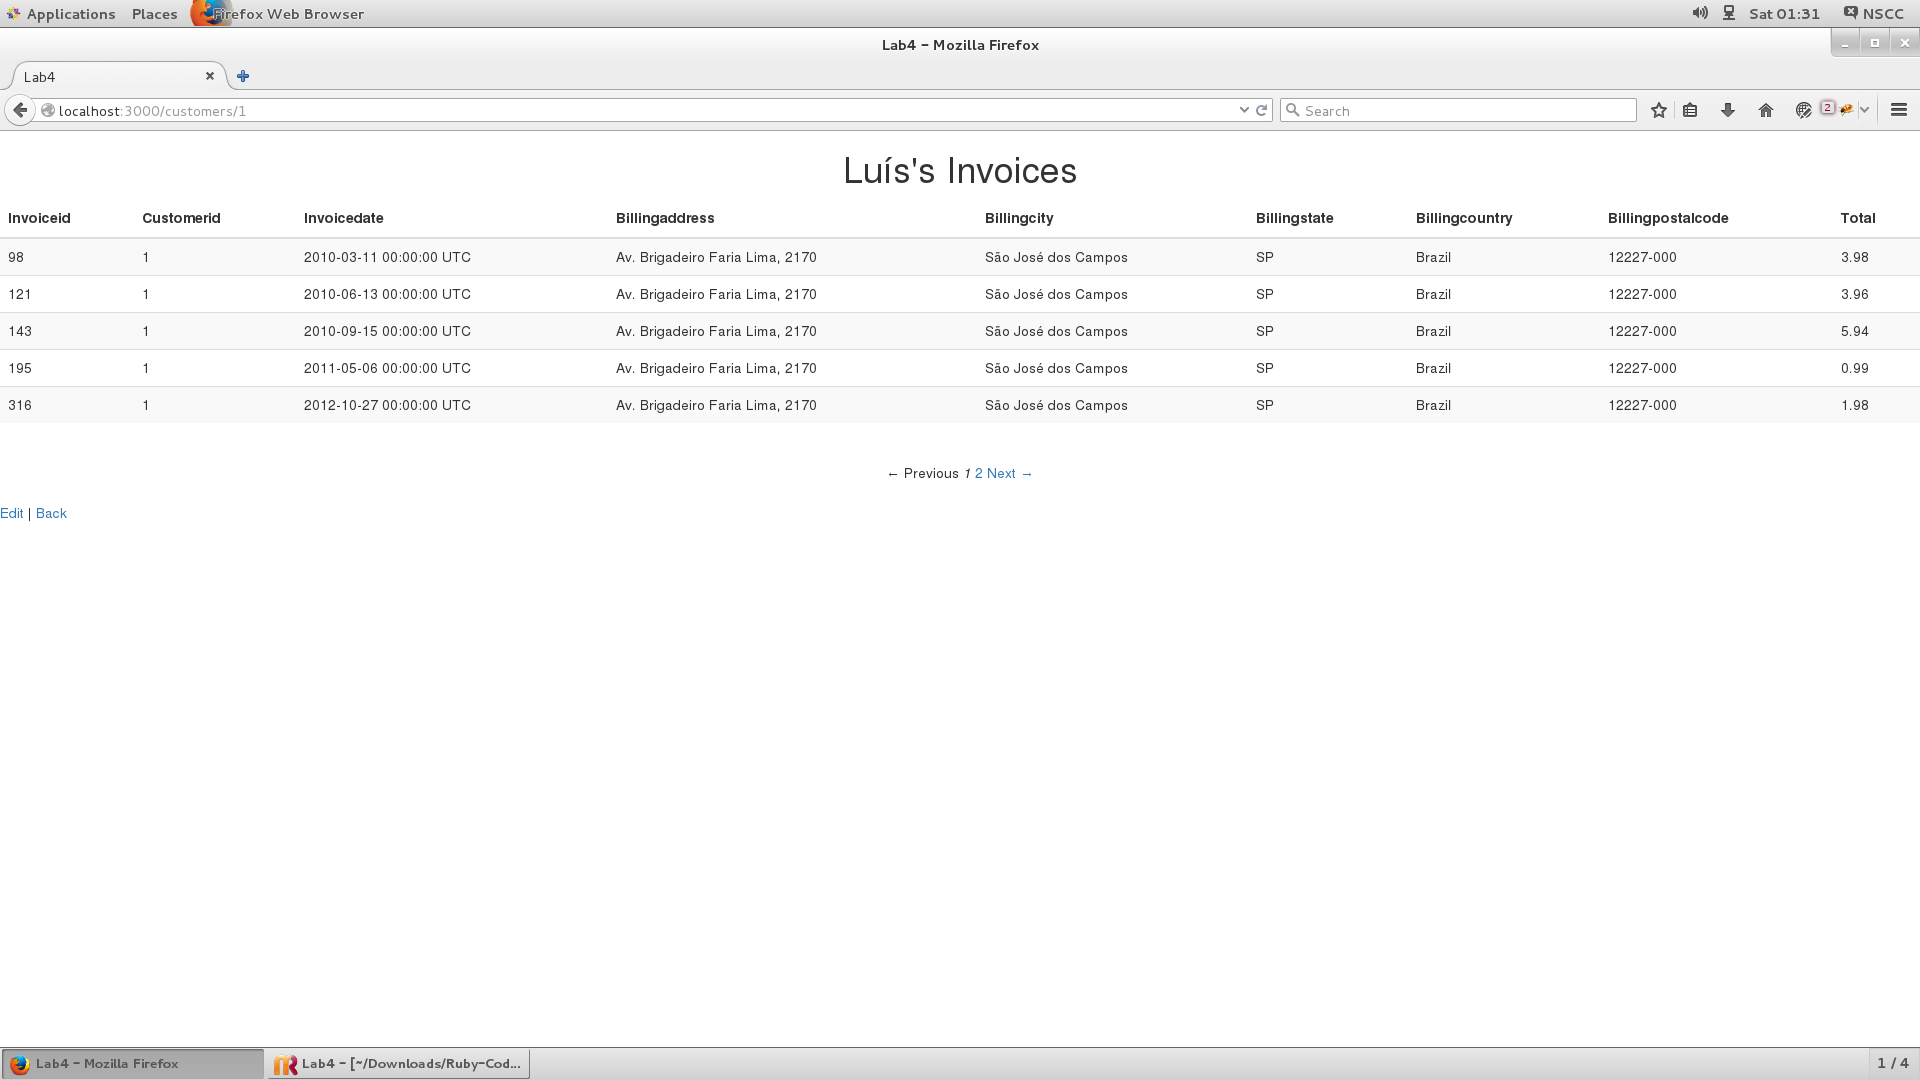 Applications Places Firefox Web Browser Sat 01:31 NSCC
Lab4 - Mozilla Firefox
Lab4
localhost:3000/customers/1 Search 2
Luís's Invoices
Invoiceid Customerid Invoicedate Billingaddress Billingcity Billingstate Billingcountry Billingpostalcode Total
98 1 2010-03-11 00:00:00 UTC Av. Brigadeiro Faria Lima, 2170 São José dos Campos SP Brazil 12227-000 3.98
121 1 2010-06-13 00:00:00 UTC Av. Brigadeiro Faria Lima, 2170 São José dos Campos SP Brazil 12227-000 3.96
143 1 2010-09-15 00:00:00 UTC Av. Brigadeiro Faria Lima, 2170 São José dos Campos SP Brazil 12227-000 5.94
195 1 2011-05-06 00:00:00 UTC Av. Brigadeiro Faria Lima, 2170 São José dos Campos SP Brazil 12227-000 0.99
316 1 2012-10-27 00:00:00 UTC Av. Brigadeiro Faria Lima, 2170 São José dos Campos SP Brazil 12227-000 1.98
← Previous 1 2 Next →
Edit | Back
Lab4 - Mozilla Firefox Lab4 - [~/Downloads/Ruby-Cod... 1 / 4